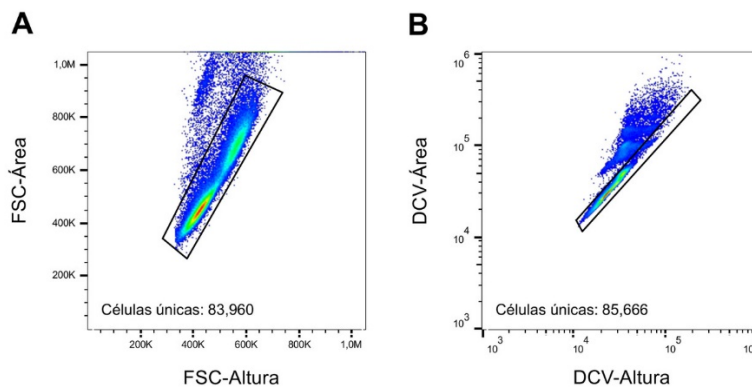 A
FSC-Área
1,0M
800K
600K
400K
200K
Células únicas: 83,960
200K 400K 600K 800K 1,0M
FSC-Altura
B
DCV-Área
10^6
10^5
10^4
10^3
Células únicas: 85,666
10^3 10^4 10^5
DCV-Altura